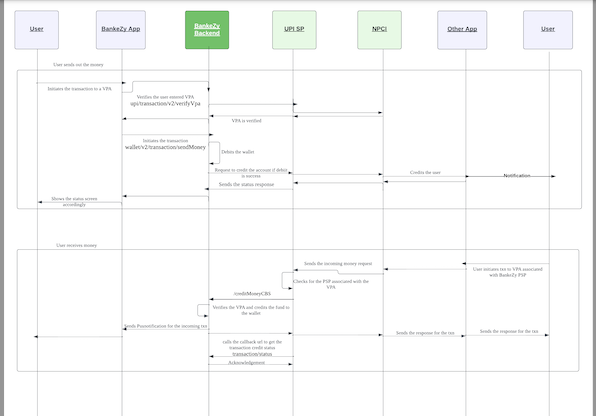 User
BankeZy App
BankeZy
Backend
UPI SP
NPCI
Other App
User
User sends out the money
Initiates the transaction to a VPA
Verifies the user entered VPA
upi/transaction/v2/verifyVpa
VPA is verified
Initiates the transaction
wallet/v2/transaction/sendMoney
Debits the wallet
Request to credit the account if debit
is success
Credits the user
Notification
Sends the status response
Shows the status screen
accordingly
User receives money
Sends the incoming money request
User initiates txn to VPA associated
with BankeZy PSP
Checks for the PSP associated with the
VPA
/creditMoneyCBS
Verifies the VPA and credits the fund to
the wallet
Sends Pusnotification for the incoming txn
Sends the response for the txn
Sends the response for the txn
calls the callback url to get the
transaction credit status
transaction/status
Acknowledgement